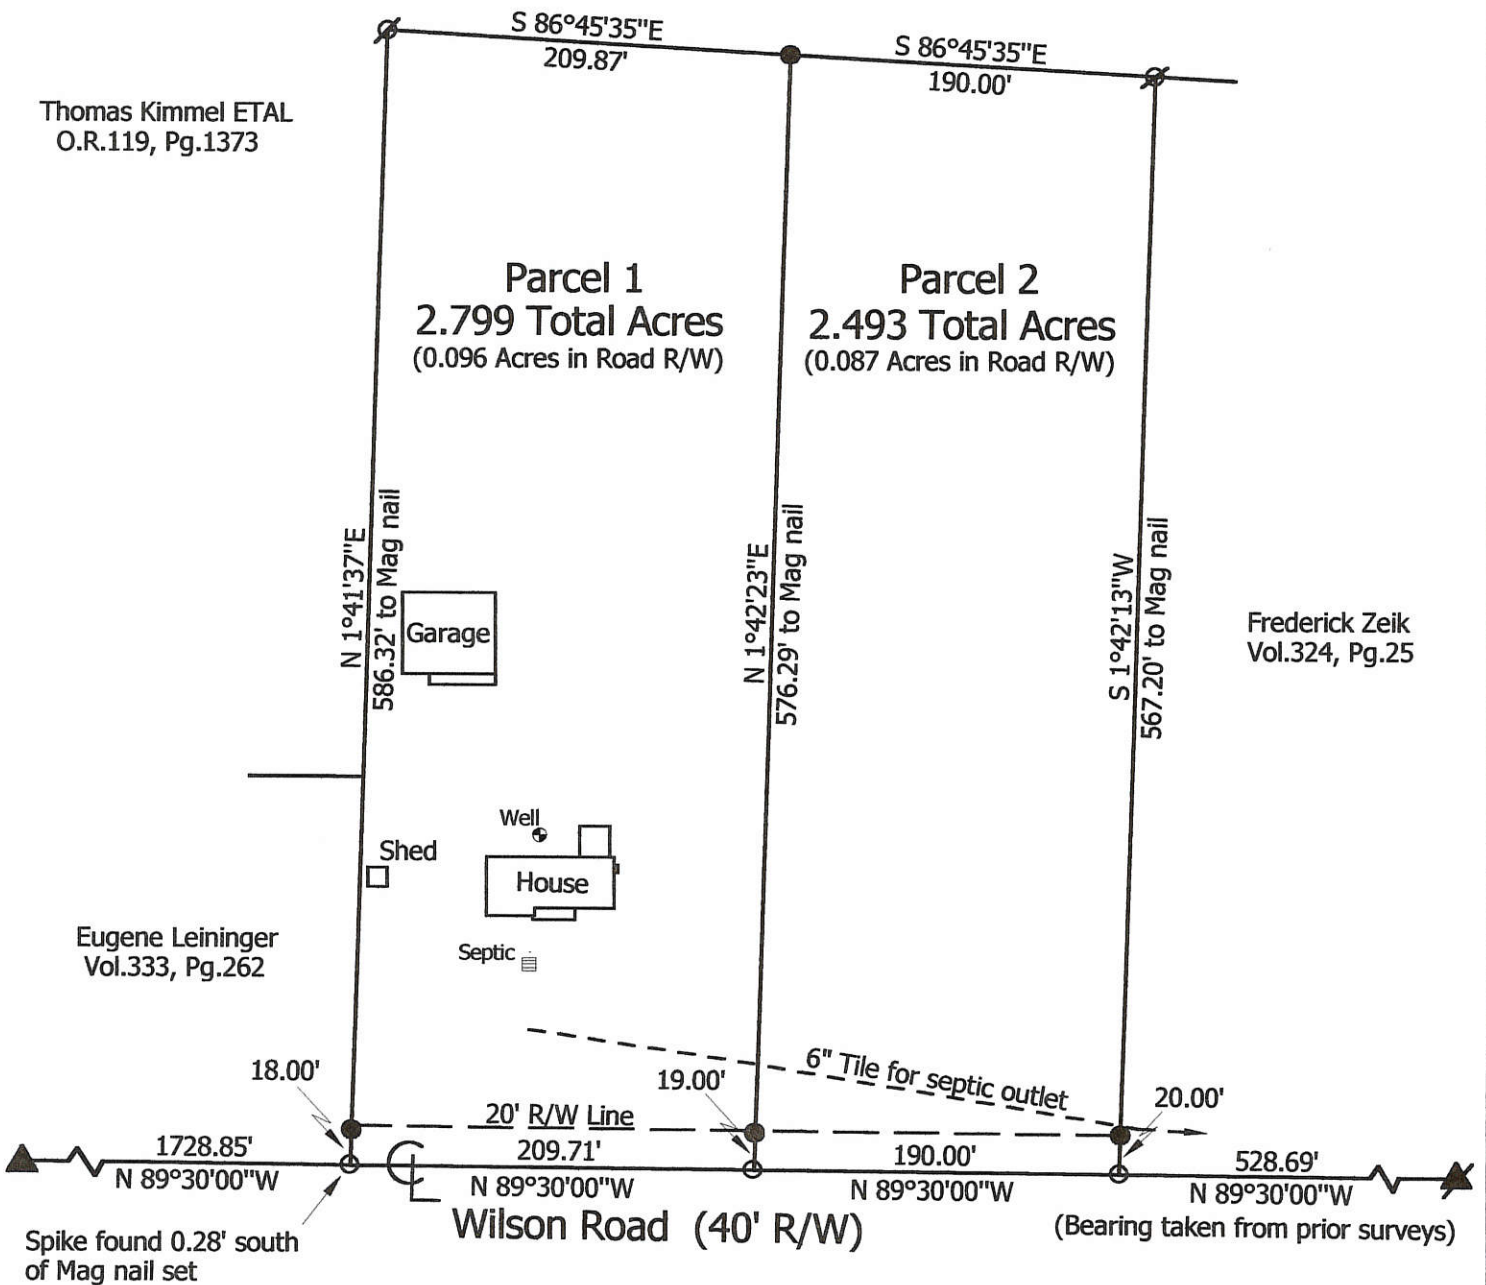 S 86°45'35"E
209.87'
S 86°45'35"E
190.00'
Thomas Kimmel ETAL
O.R.119, Pg.1373
Parcel 1
2.799 Total Acres
(0.096 Acres in Road R/W)
Parcel 2
2.493 Total Acres
(0.087 Acres in Road R/W)
N 1°41'37"E
586.32' to Mag nail
N 1°42'23"E
576.29' to Mag nail
S 1°42'13"W
567.20' to Mag nail
Garage
Frederick Zeik
Vol.324, Pg.25
Well
Shed
House
Eugene Leininger
Vol.333, Pg.262
Septic
6" Tile for septic outlet
18.00'
19.00'
20.00'
20' R/W Line
1728.85'
N 89°30'00"W
CL
209.71'
N 89°30'00"W
190.00'
N 89°30'00"W
528.69'
N 89°30'00"W
Wilson Road (40' R/W)
(Bearing taken from prior surveys)
Spike found 0.28' south
of Mag nail set